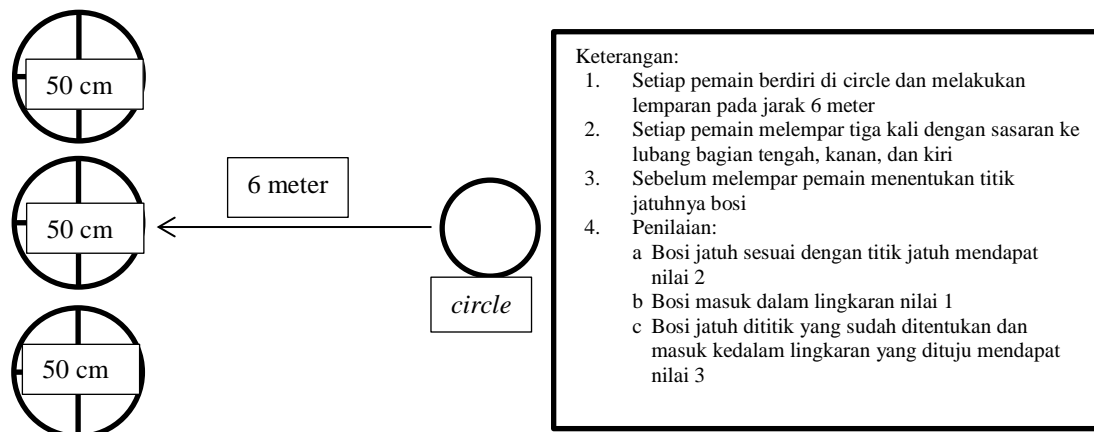 50 cm
50 cm
50 cm
6 meter
circle
Keterangan:
1. Setiap pemain berdiri di circle dan melakukan
lemparan pada jarak 6 meter
2. Setiap pemain melempar tiga kali dengan sasaran ke
lubang bagian tengah, kanan, dan kiri
3. Sebelum melempar pemain menentukan titik
jatuhnya bosi
4. Penilaian:
a Bosi jatuh sesuai dengan titik jatuh mendapat
nilai 2
b Bosi masuk dalam lingkaran nilai 1
c Bosi jatuh dititik yang sudah ditentukan dan
masuk kedalam lingkaran yang dituju mendapat
nilai 3